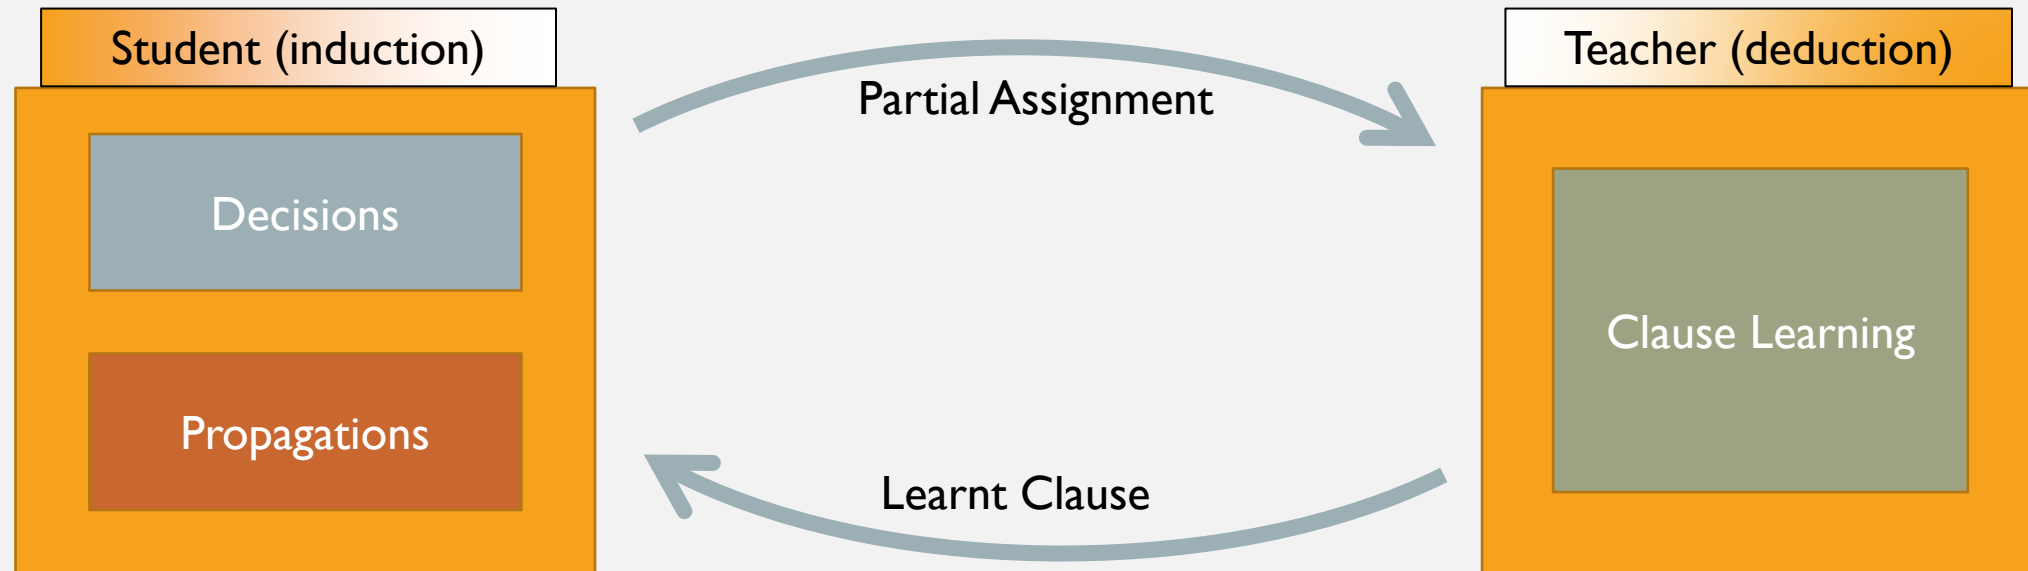 Student (induction)
Decisions
Propagations
Partial Assignment
Learnt Clause
Teacher (deduction)
Clause Learning